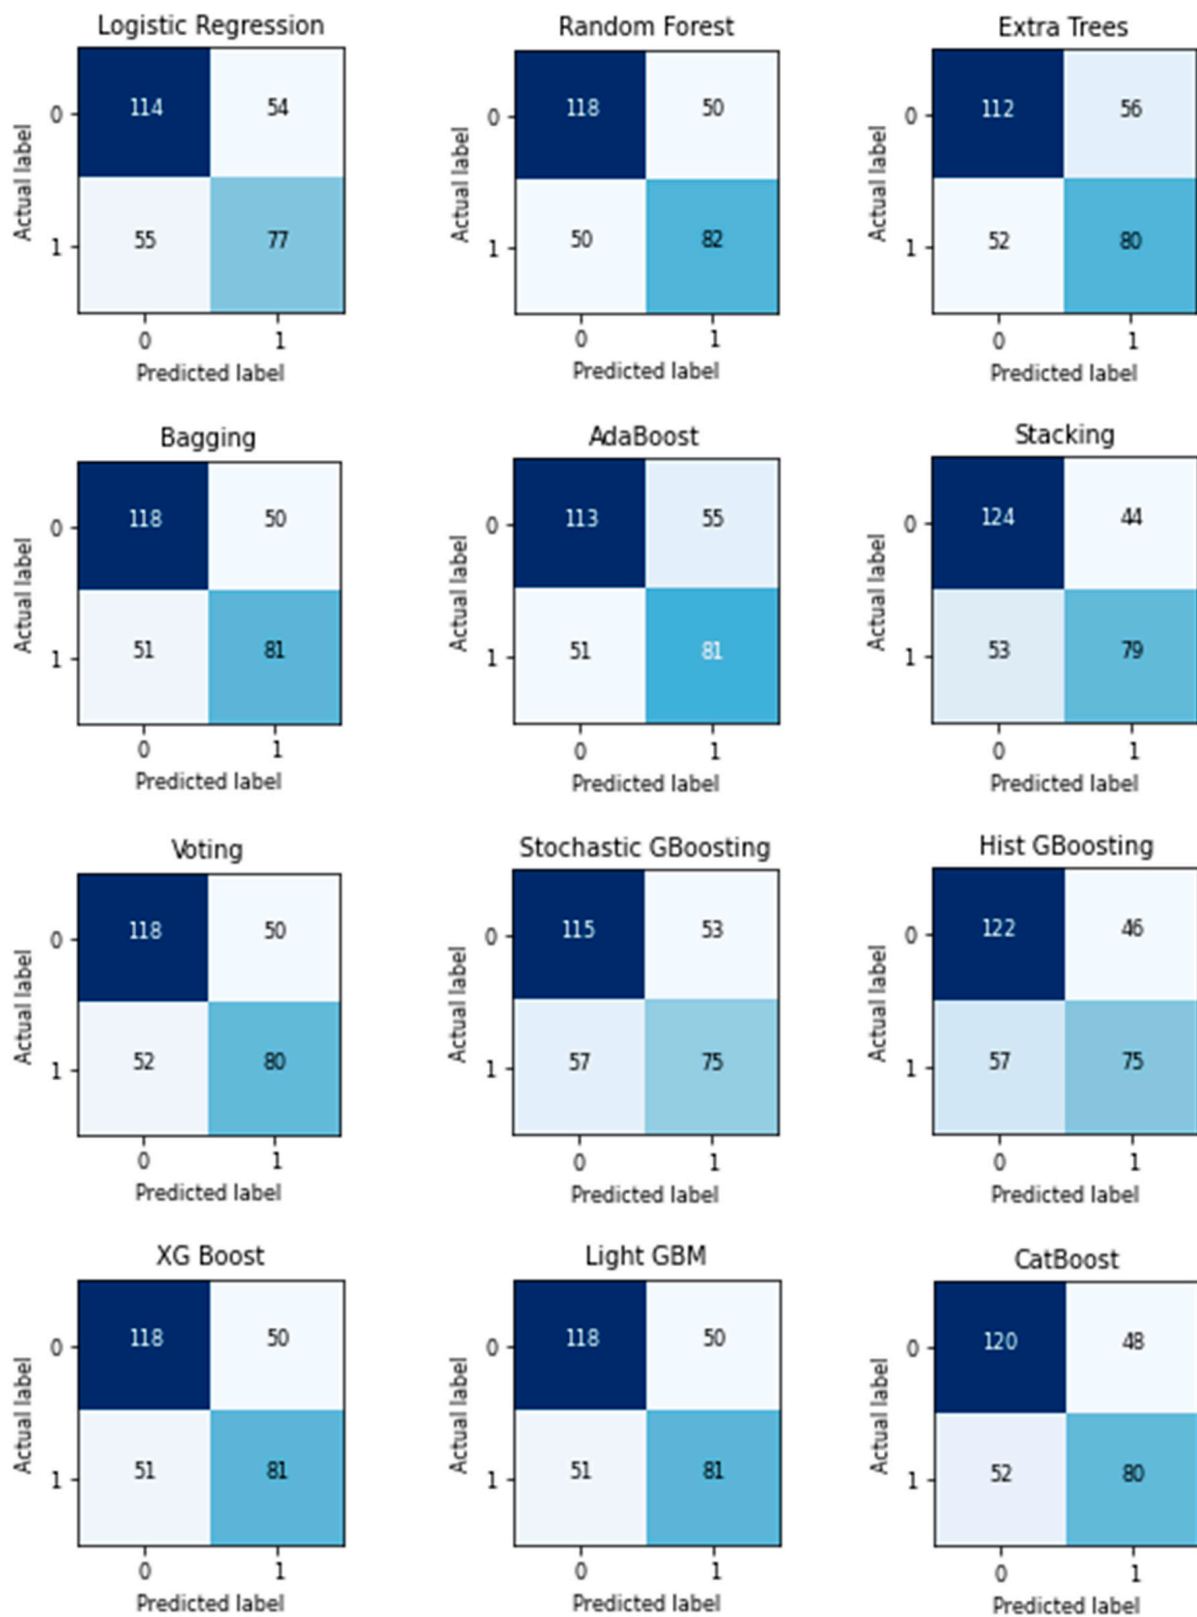 Logistic Regression
Actual label
0
114
54
1
55
77
0
1
Predicted label
Random Forest
Actual label
0
118
50
1
50
82
0
1
Predicted label
Extra Trees
Actual label
0
112
56
1
52
80
0
1
Predicted label
Bagging
Actual label
0
118
50
1
51
81
0
1
Predicted label
AdaBoost
Actual label
0
113
55
1
51
81
0
1
Predicted label
Stacking
Actual label
0
124
44
1
53
79
0
1
Predicted label
Voting
Actual label
0
118
50
1
52
80
0
1
Predicted label
Stochastic GBoosting
Actual label
0
115
53
1
57
75
0
1
Predicted label
Hist GBoosting
Actual label
0
122
46
1
57
75
0
1
Predicted label
XG Boost
Actual label
0
118
50
1
51
81
0
1
Predicted label
Light GBM
Actual label
0
118
50
1
51
81
0
1
Predicted label
CatBoost
Actual label
0
120
48
1
52
80
0
1
Predicted label